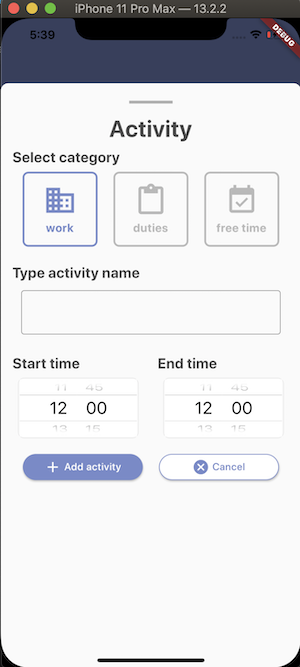 iPhone 11 Pro Max — 13.2.2
5:39
DEBUG
Activity
Select category
work duties free time
Type activity name
Start time End time
11 45 11 45
12 00 12 00
13 15 13 15
Add activity Cancel